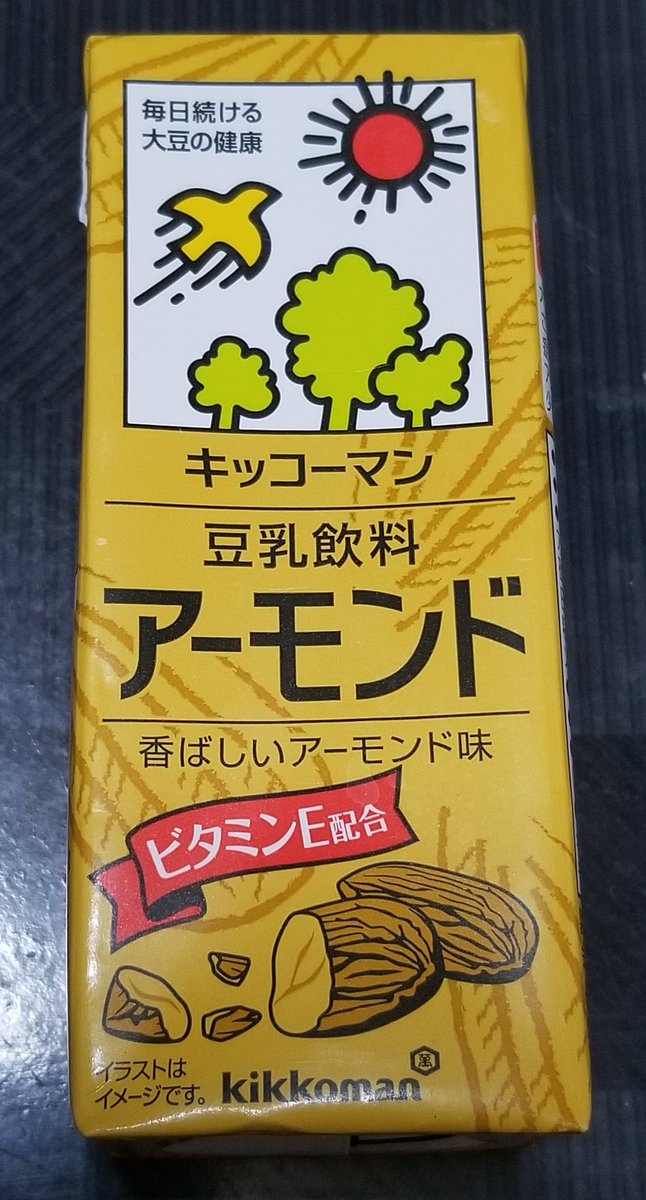 毎日続ける
大豆の健康
キッコーマン
豆乳飲料
アーモンド
香ばしいアーモンド味
ビタミンE配合
イラストは
イメージです。
kikkoman
萬